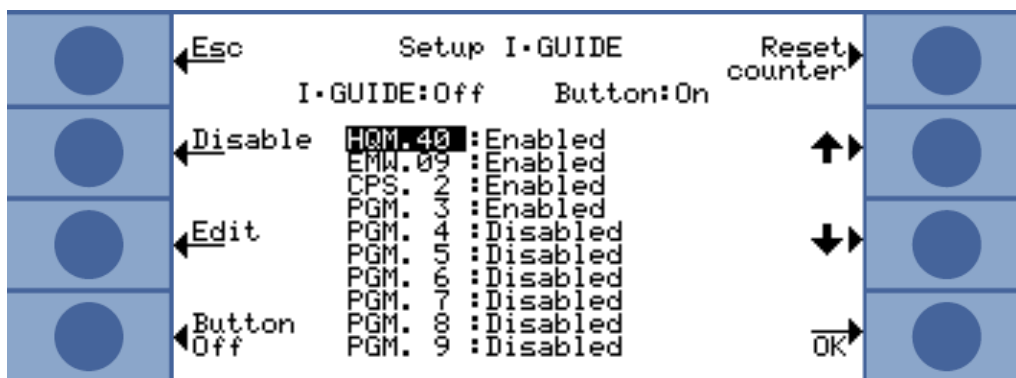 Esc Setup I·GUIDE Reset counter
I·GUIDE:Off Button:On
Disable HQM.40 :Enabled
EMW.09 :Enabled
CPS. 2 :Enabled
PGM. 3 :Enabled
Edit PGM. 4 :Disabled
PGM. 5 :Disabled
PGM. 6 :Disabled
PGM. 7 :Disabled
Button Off PGM. 8 :Disabled
PGM. 9 :Disabled OK